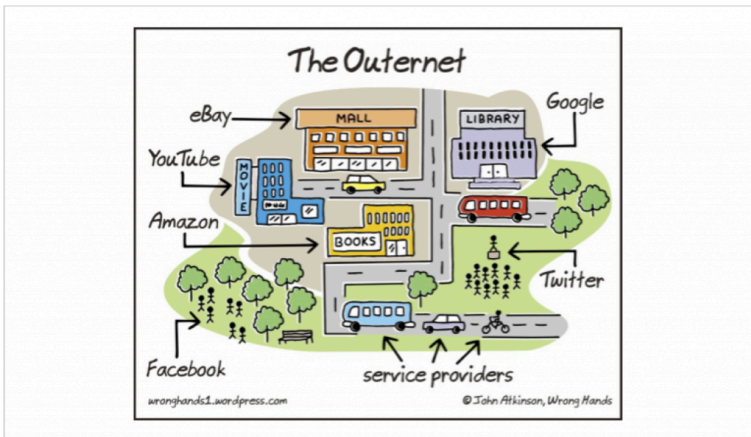 The Outernet
eBay
MALL
LIBRARY
Google
YouTube
MOVIE
Amazon
BOOKS
Twitter
Facebook
service providers
wronghands1.wordpress.com
© John Atkinson, Wrong Hands